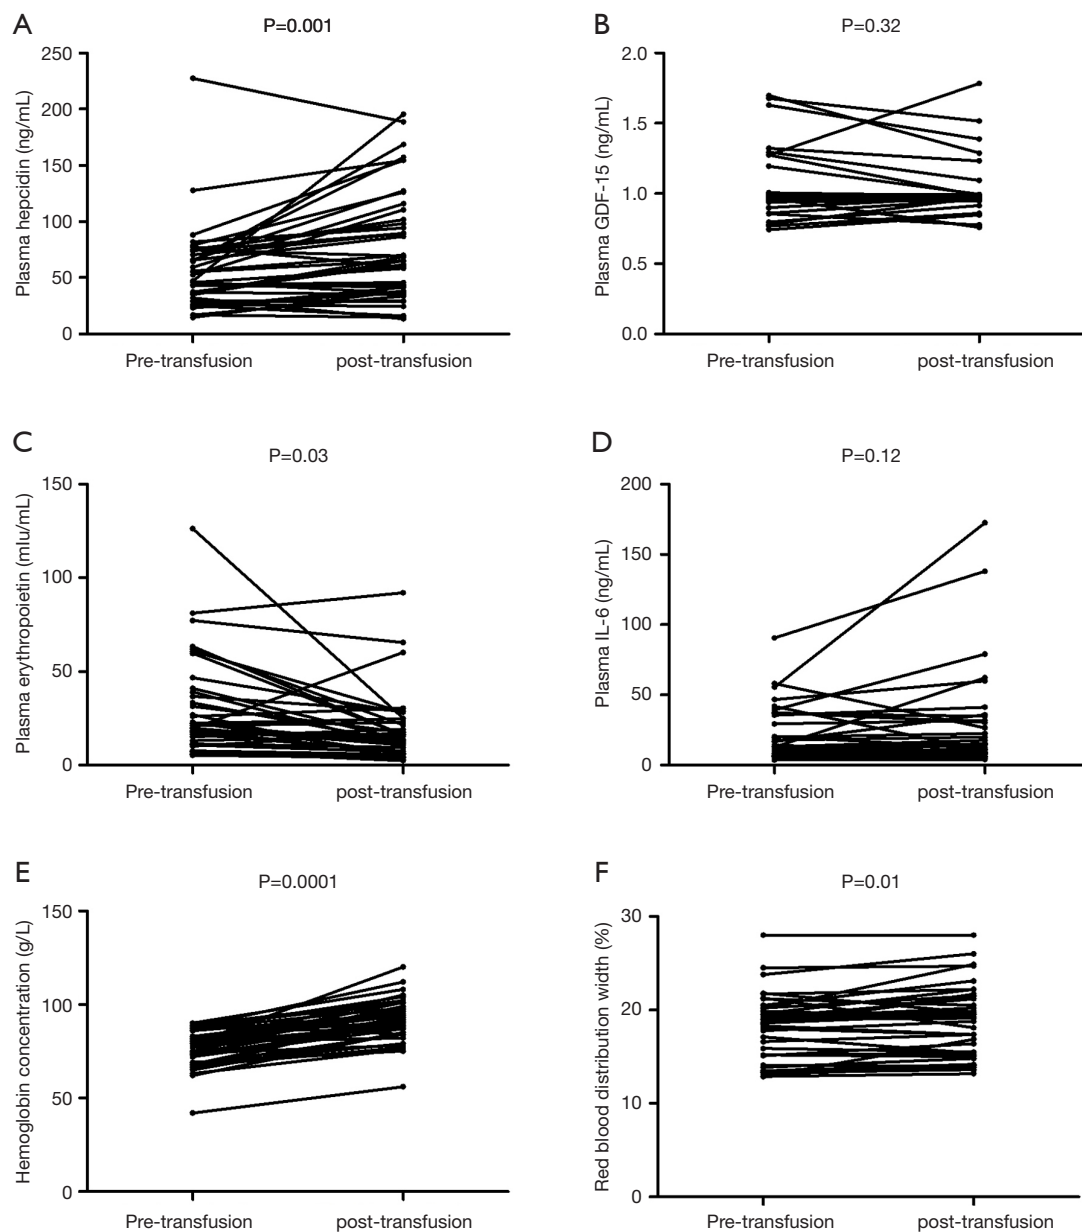 A
P=0.001
Plasma hepcidin (ng/mL)
250
200
150
100
50
0
Pre-transfusion post-transfusion
B
P=0.32
Plasma GDF-15 (ng/mL)
2.0
1.5
1.0
0.5
0.0
Pre-transfusion post-transfusion
C
P=0.03
Plasma erythropoietin (mlu/mL)
150
100
50
0
Pre-transfusion post-transfusion
D
P=0.12
Plasma IL-6 (ng/mL)
200
150
100
50
0
Pre-transfusion post-transfusion
E
P=0.0001
Hemoglobin concentration (g/L)
150
100
50
0
Pre-transfusion post-transfusion
F
P=0.01
Red blood distribution width (%)
30
20
10
0
Pre-transfusion post-transfusion